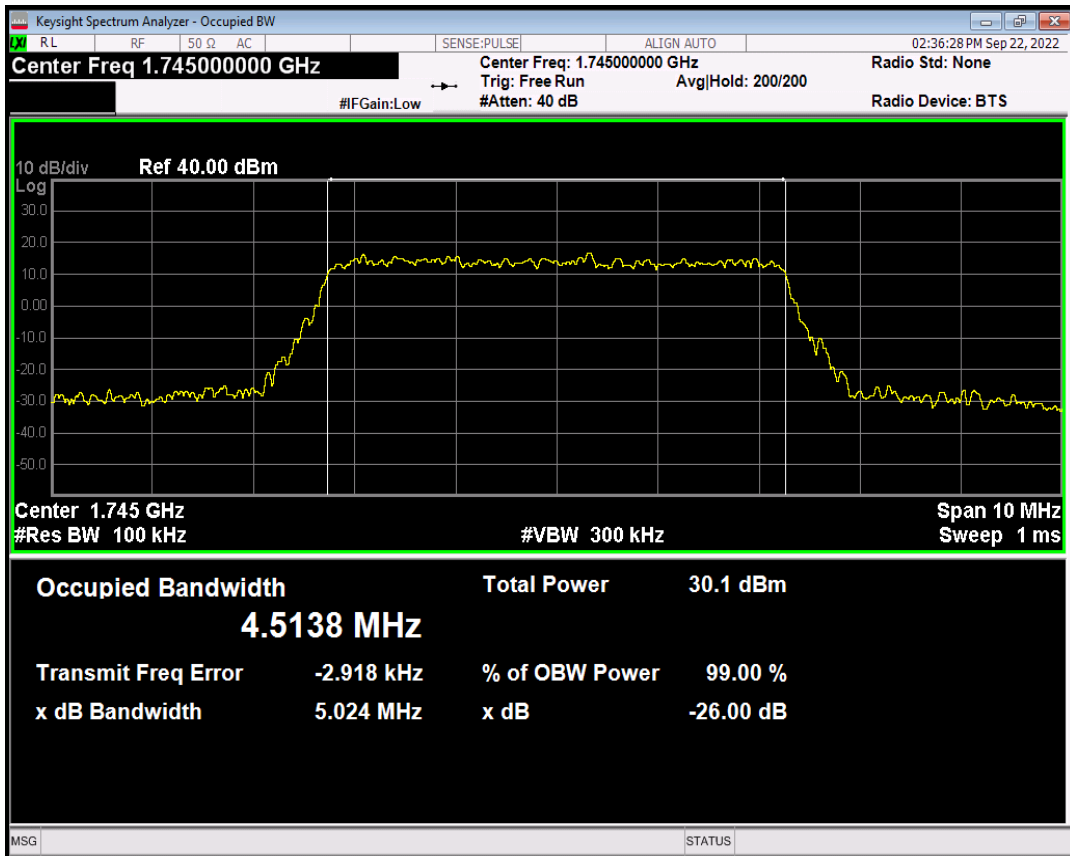 Keysight Spectrum Analyzer - Occupied BW
LXI RL RF 50 Ω AC SENSE:PULSE ALIGN AUTO 02:36:28 PM Sep 22, 2022
Center Freq 1.745000000 GHz Center Freq: 1.745000000 GHz Radio Std: None
Trig: Free Run Avg|Hold: 200/200
#IFGain:Low #Atten: 40 dB Radio Device: BTS
10 dB/div Ref 40.00 dBm
Log
30.0
20.0
10.0
0.00
-10.0
-20.0
-30.0
-40.0
-50.0
Center 1.745 GHz Span 10 MHz
#Res BW 100 kHz #VBW 300 kHz Sweep 1 ms
Occupied Bandwidth Total Power 30.1 dBm
4.5138 MHz
Transmit Freq Error -2.918 kHz % of OBW Power 99.00 %
x dB Bandwidth 5.024 MHz x dB -26.00 dB
MSG STATUS